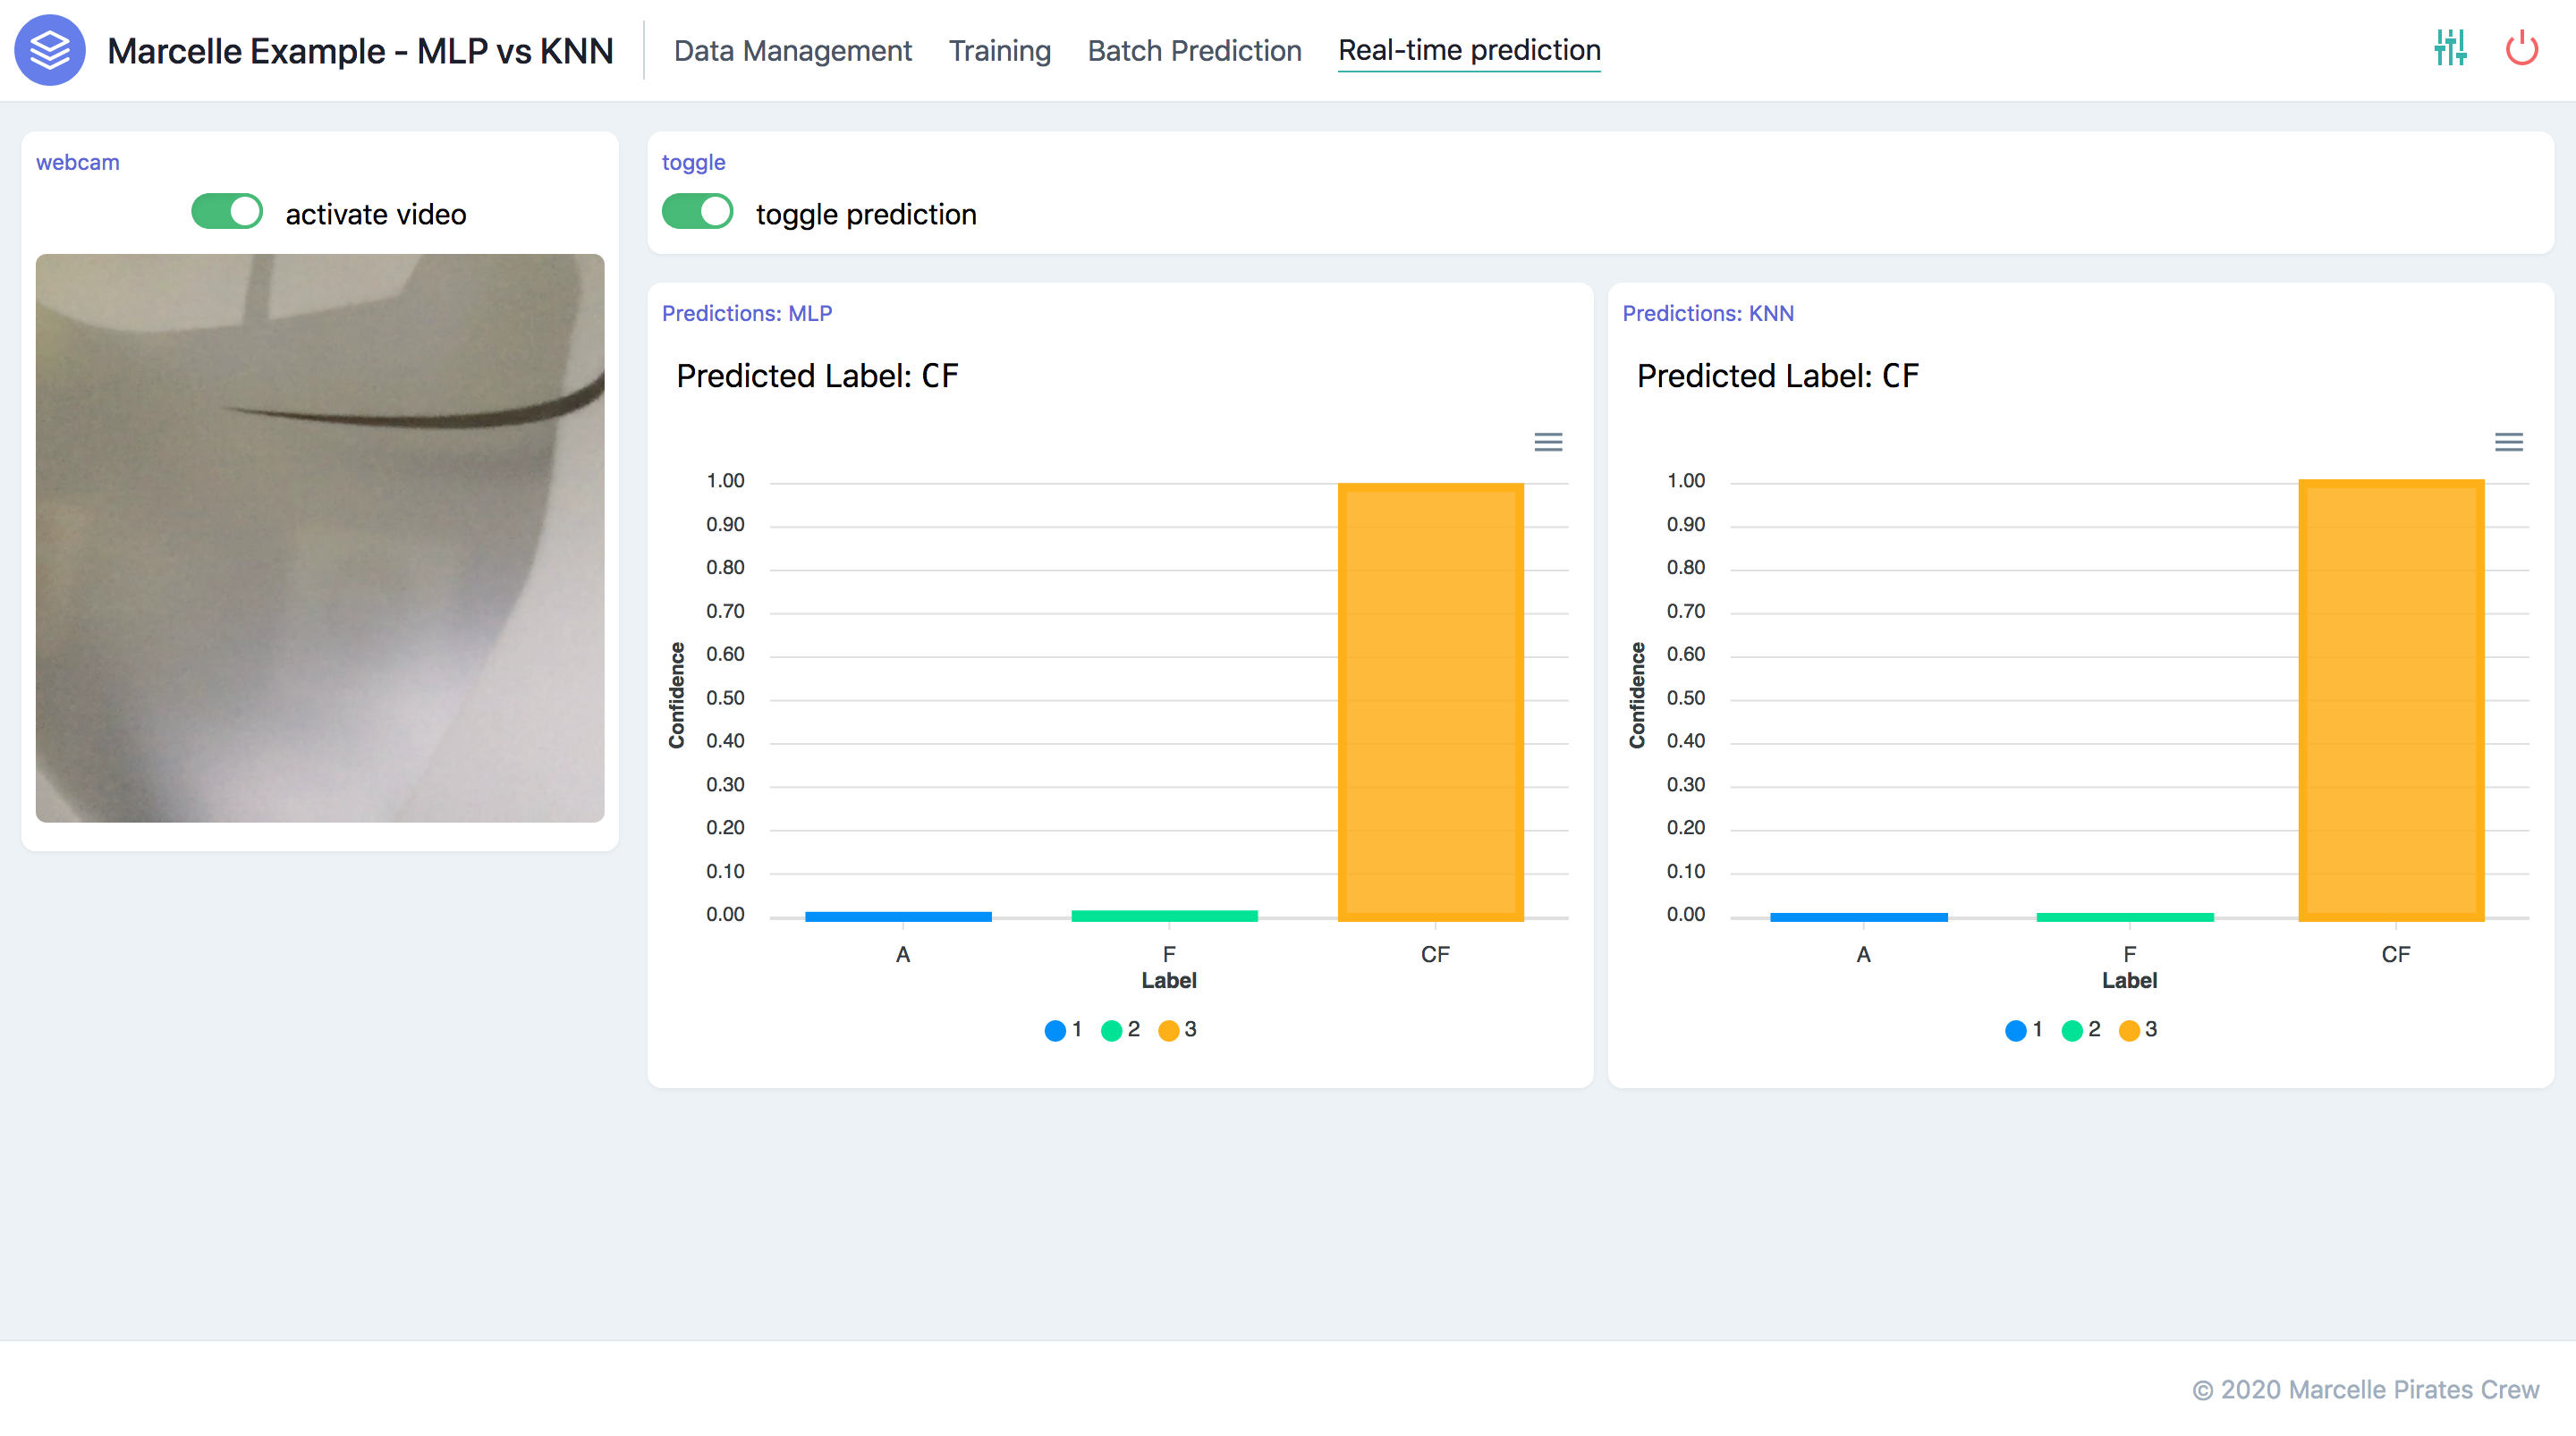 Marcelle Example - MLP vs KNN
Data Management Training Batch Prediction Real-time prediction
webcam
activate video
toggle
toggle prediction
Predictions: MLP
Predicted Label: CF
1.00
0.90
0.80
0.70
0.60
0.50
0.40
0.30
0.20
0.10
0.00
Confidence
A F CF
Label
1 2 3
Predictions: KNN
Predicted Label: CF
1.00
0.90
0.80
0.70
0.60
0.50
0.40
0.30
0.20
0.10
0.00
Confidence
A F CF
Label
1 2 3
© 2020 Marcelle Pirates Crew